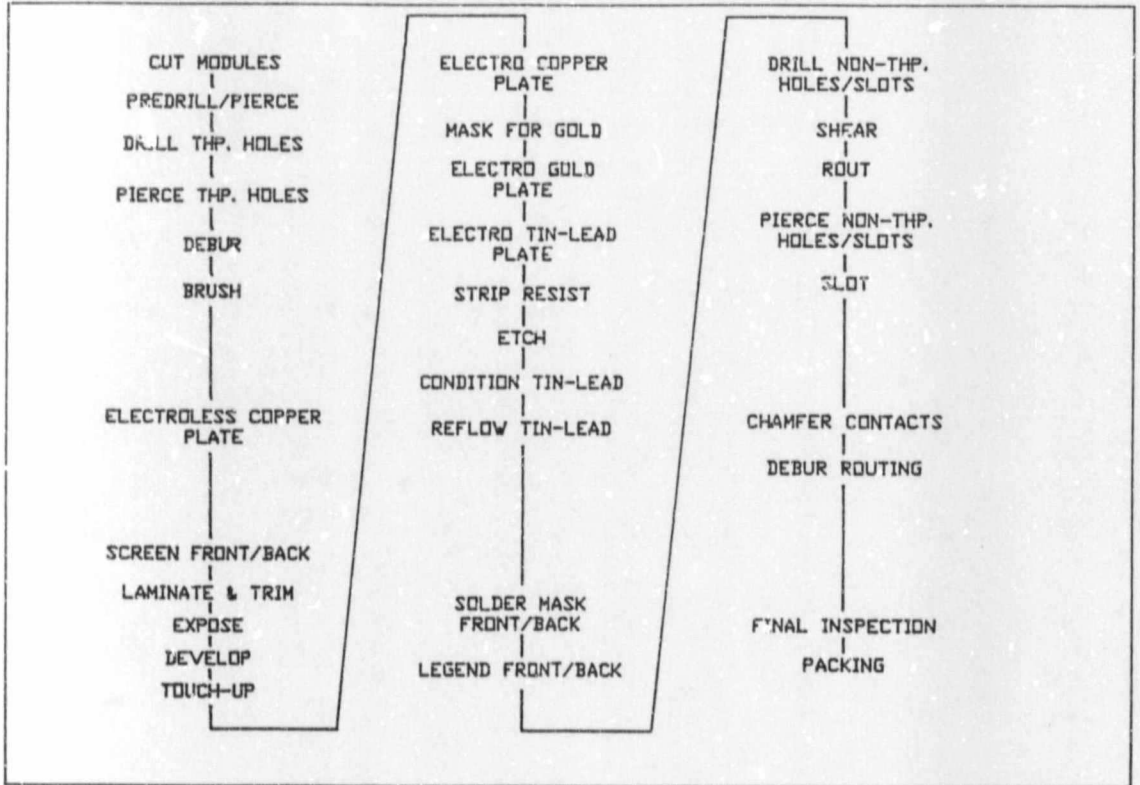 CUT MODULES
PREDRILL/PIERCE
DRILL THP. HOLES
PIERCE THP. HOLES
DEBUR
BRUSH
ELECTROLESS COPPER
PLATE
SCREEN FRONT/BACK
LAMINATE & TRIM
EXPOSE
DEVELOP
TOUCH-UP
ELECTRO COPPER
PLATE
MASK FOR GOLD
ELECTRO GOLD
PLATE
ELECTRO TIN-LEAD
PLATE
STRIP RESIST
ETCH
CONDITION TIN-LEAD
REFLOW TIN-LEAD
SOLDER MASK
FRONT/BACK
LEGEND FRONT/BACK
DRILL NON-THP.
HOLES/SLOTS
SHEAR
ROUT
PIERCE NON-THP.
HOLES/SLOTS
SLOT
CHAMFER CONTACTS
DEBUR ROUTING
FINAL INSPECTION
PACKING